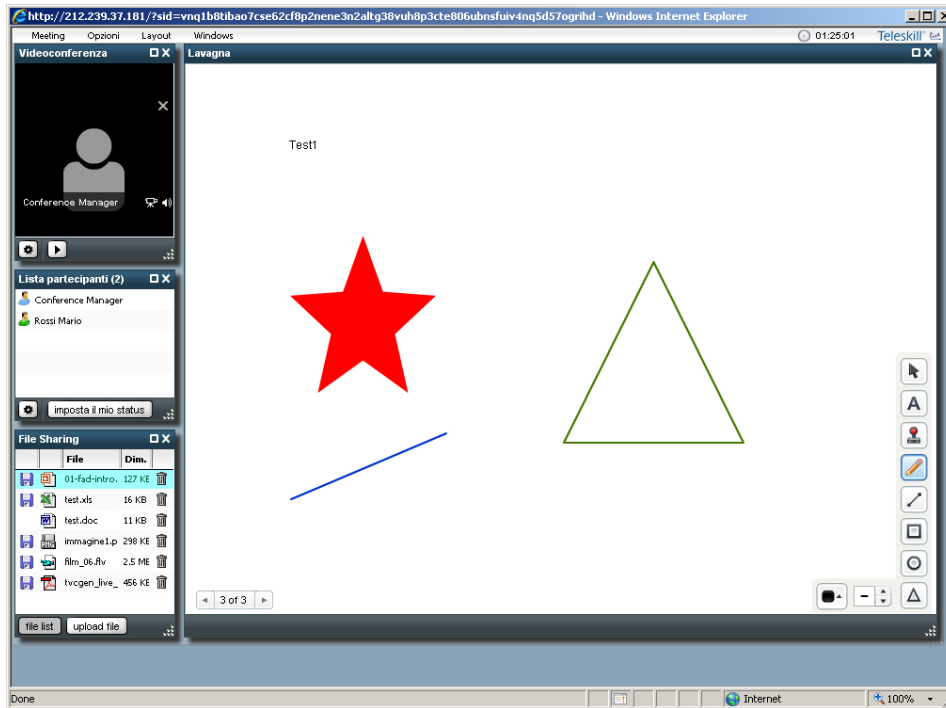 http://212.239.37.181/?sid=vnq1b8tibao7cse62cf8p2nene3n2altg38vuh8p3cte806ubnsfuiv4nq5d57ogrihd - Windows Internet Explorer
Meeting Opzioni Layout Windows 01:25:01 Teleskill
Videoconferenza
Conference Manager
Lista partecipanti (2)
Conference Manager
Rossi Mario
imposta il mio status
File Sharing
File Dim.
01-fad-intro. 127 KE
test.xls 16 KB
test.doc 11 KB
immagine1.p 298 KE
film_06.flv 2.5 ME
tvcgen_live_ 456 KE
file list upload file
Lavagna
Test1
A
3 of 3
Done Internet 100%